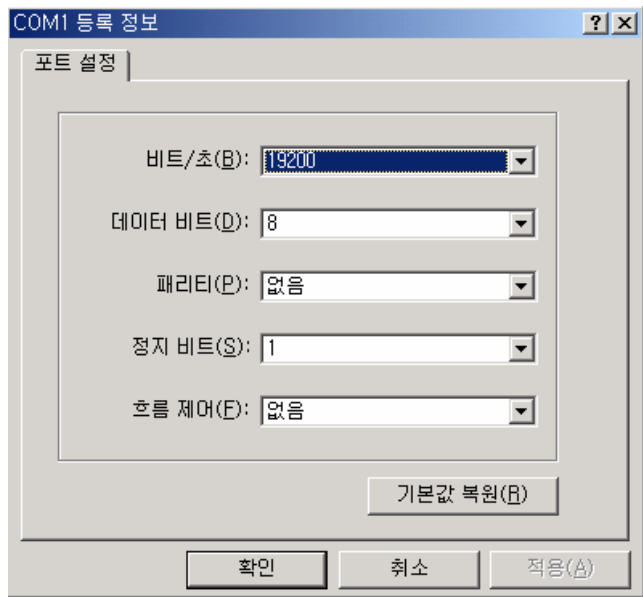 COM1 등록 정보
포트 설정
비트/초(B): 19200
데이터 비트(D): 8
패리티(P): 없음
정지 비트(S): 1
흐름 제어(F): 없음
기본값 복원(R)
확인 취소 적용(A)